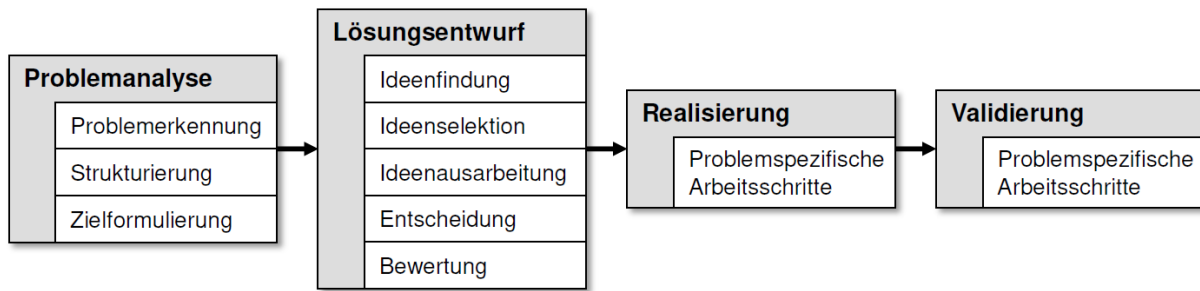 Problemanalyse
Problemerkennung
Strukturierung
Zielformulierung
Lösungsentwurf
Ideenfindung
Ideenselektion
Ideenausarbeitung
Entscheidung
Bewertung
Realisierung
Problemspezifische
Arbeitsschritte
Validierung
Problemspezifische
Arbeitsschritte